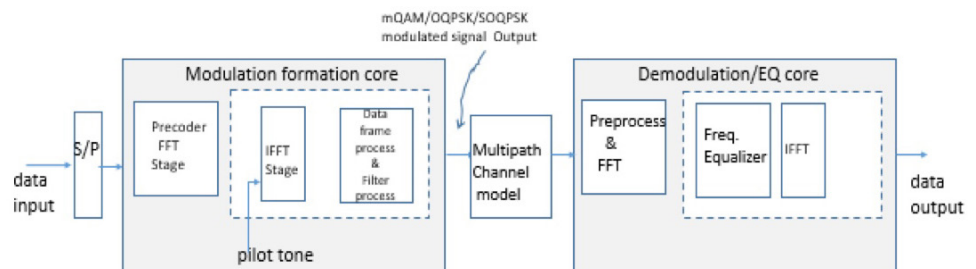 mQAM/OQPSK/SOQPSK
modulated signal Output
Modulation formation core
Demodulation/EQ core
S/P
Precoder
FFT
Stage
IFFT
Stage
Data
frame
process
&
Filter
process
Multipath
Channel
model
Preprocess
&
FFT
Freq.
Equalizer
IFFT
data
input
pilot tone
data
output